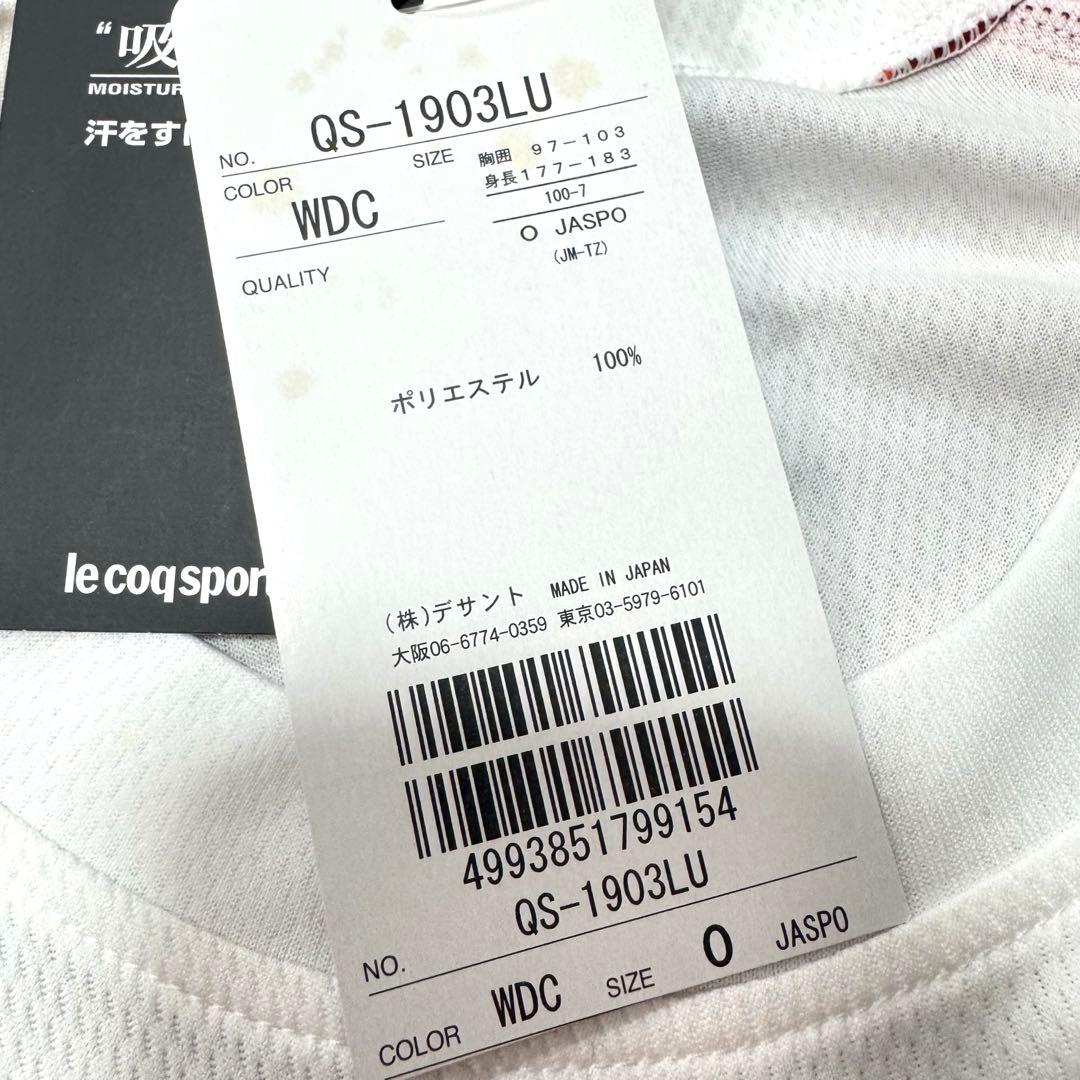 “吸
MOISTUR
汗をす
le coq spor
NO. QS-1903LU
SIZE 胸囲 97-103
身長177-183
100-7
COLOR WDC
O JASPO
(JM-TZ)
QUALITY
ポリエステル 100%
(株)デサント MADE IN JAPAN
大阪06-6774-0359 東京03-5979-6101
4993851799154
NO. QS-1903LU
COLOR WDC SIZE O JASPO